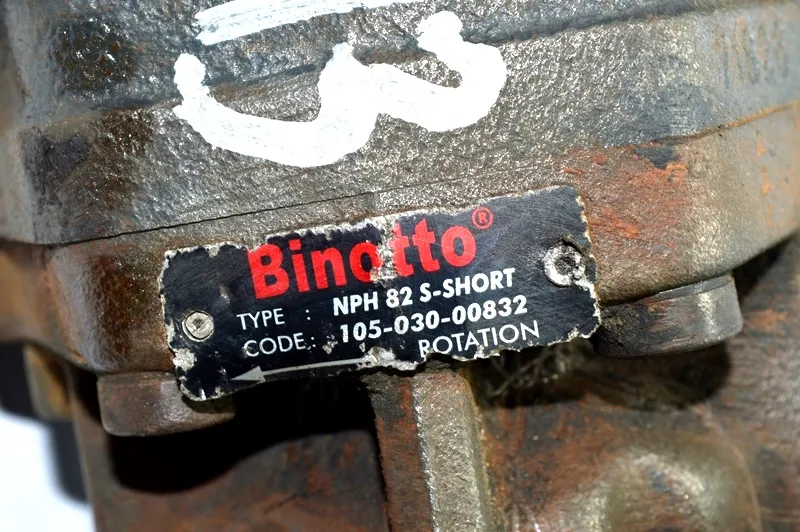 Binotto®
TYPE : NPH 82 S-SHORT
CODE.: 105-030-00832
ROTATION